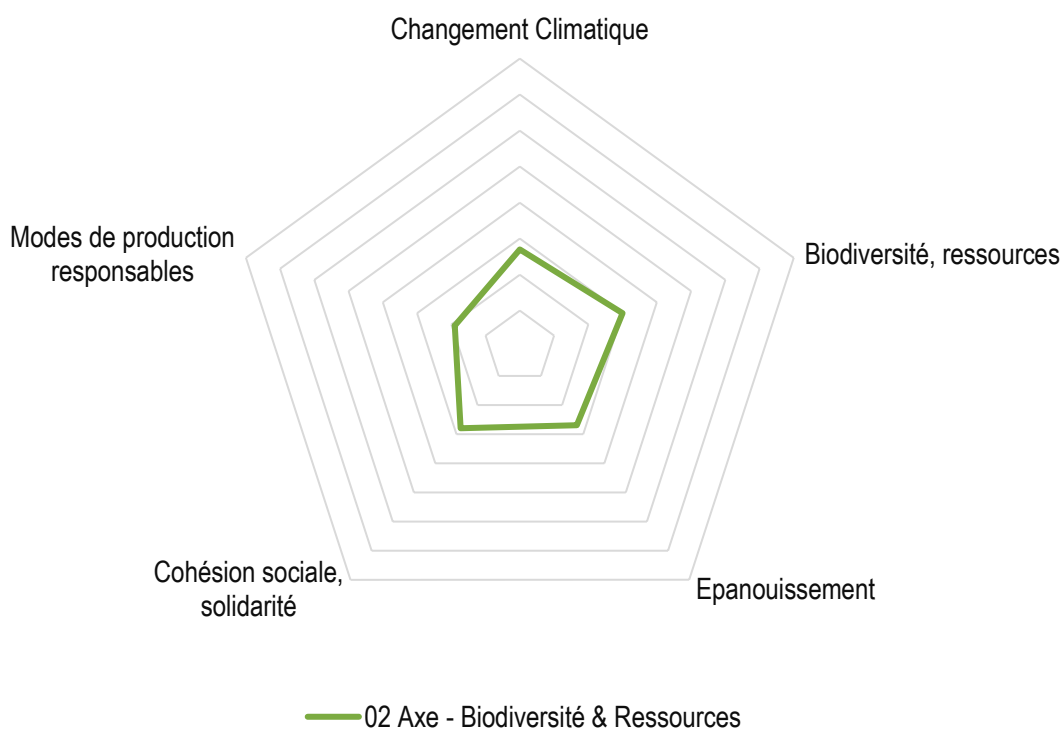 Changement Climatique
Modes de production
responsables
Biodiversité, ressources
Cohésion sociale,
solidarité
Epanouissement
02 Axe - Biodiversité & Ressources